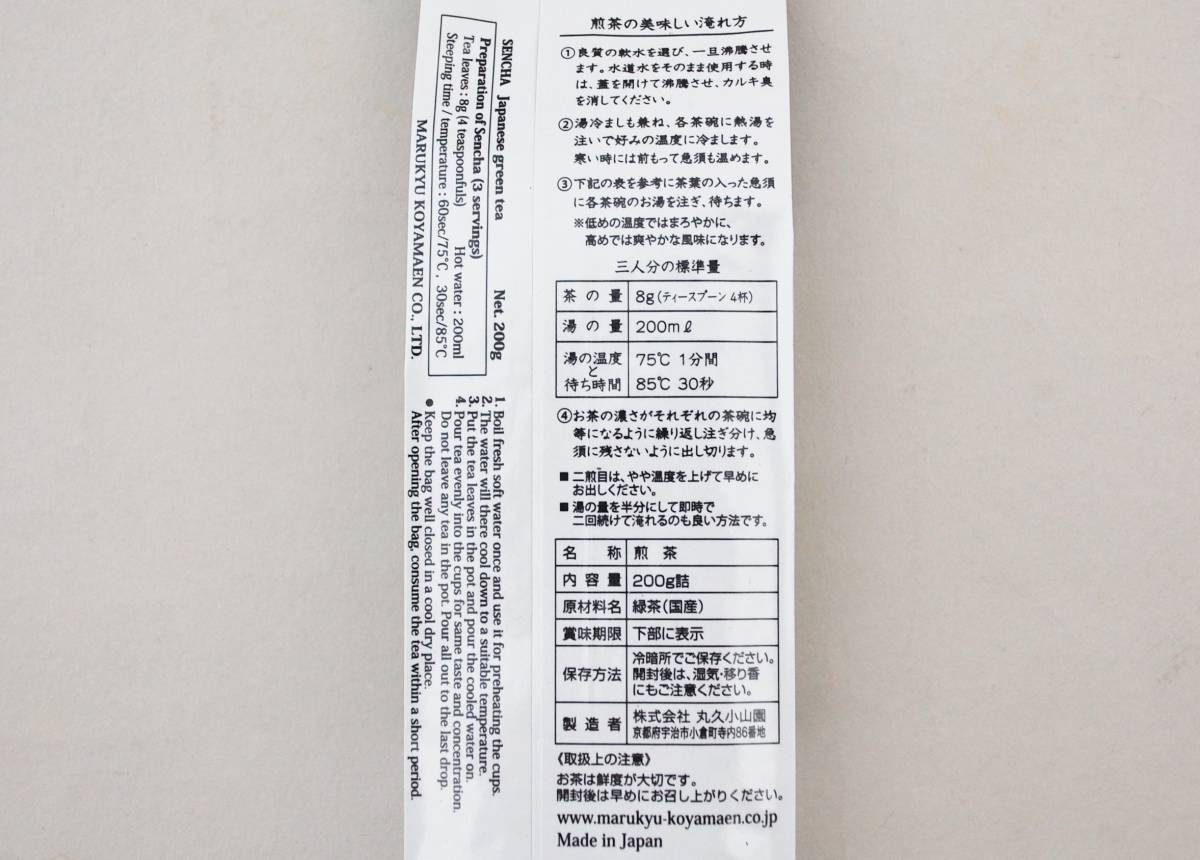 煎茶の美味しい淹れ方
①良質の軟水を選び、一旦沸騰させ
ます。水道水をそのまま使用する時
は、蓋を開けて沸騰させ、カルキ臭
を消してください。
②湯冷ましも兼ね、各茶碗に熱湯を
注いで好みの温度に冷まします。
寒い時には前もって急須も温めます。
③下記の表を参考に茶葉の入った急須
に各茶碗のお湯を注ぎ、待ちます。
※低めの温度ではまろやかに、
高めでは爽やかな風味になります。
三人分の標準量
茶の量 8g(ティースプーン4杯)
湯の量 200mℓ
湯の温度と待ち時間 75℃ 1分間
85℃ 30秒
④お茶の濃さがそれぞれの茶碗に均
等になるように繰り返し注ぎ分け、急
須に残さないように出し切ります。
■二煎目は、やや温度を上げて早めに
お出しください。
■湯の量を半分にして即時で
二回続けて淹れるのも良い方法です。
名称 煎茶
内容量 200g詰
原材料名 緑茶(国産)
賞味期限 下部に表示
保存方法 冷暗所でご保存ください。
開封後は、湿気・移り香
にもご注意ください。
製造者 株式会社 丸久小山園
京都府宇治市小倉町寺内86番地
《取扱上の注意》
お茶は鮮度が大切です。
開封後は早めにお召し上がりください。
www.marukyu-koyamaen.co.jp
Made in Japan
SENCHA Japanese green tea Net. 200g
Preparation of Sencha (3 servings)
Tea leaves : 8g (4 teaspoonfuls) Hot water : 200ml
Steeping time / temperature : 60sec/75℃, 30sec/85℃
MARUKYU KOYAMAEN CO., LTD.
1. Boil fresh soft water once and use it for preheating the cups.
2. The water will there cool down to a suitable temperature.
3. Put the tea leaves in the pot and pour the cooled water on.
4. Pour tea evenly into the cups for same taste and concentration.
Do not leave any tea in the pot. Pour all out to the last drop.
● Keep the bag well closed in a cool dry place.
After opening the bag, consume the tea within a short period.